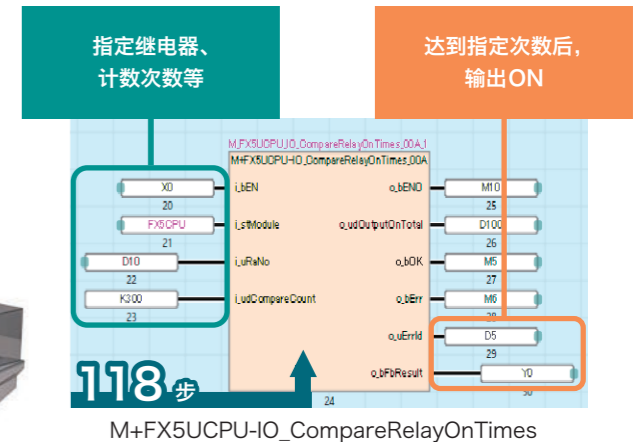 指定继电器、
计数次数等
达到指定次数后，
输出ON
M_FX5UCPU_IO_CompareRelayOnTimes_00A_1
M+FX5UCPU-IO_CompareRelayOnTimes_00A
X0
20
i_bEN
o_bENO
M10
25
FX5CPU
21
i_stModule
o_udOutputOnTotal
D100
26
D10
22
i_uRaNo
o_bOK
M5
27
K300
23
i_udCompareCount
o_bErr
M6
28
o_uErrId
D5
29
o_bFbResult
Y0
30
118步
24
M+FX5UCPU-IO_CompareRelayOnTimes